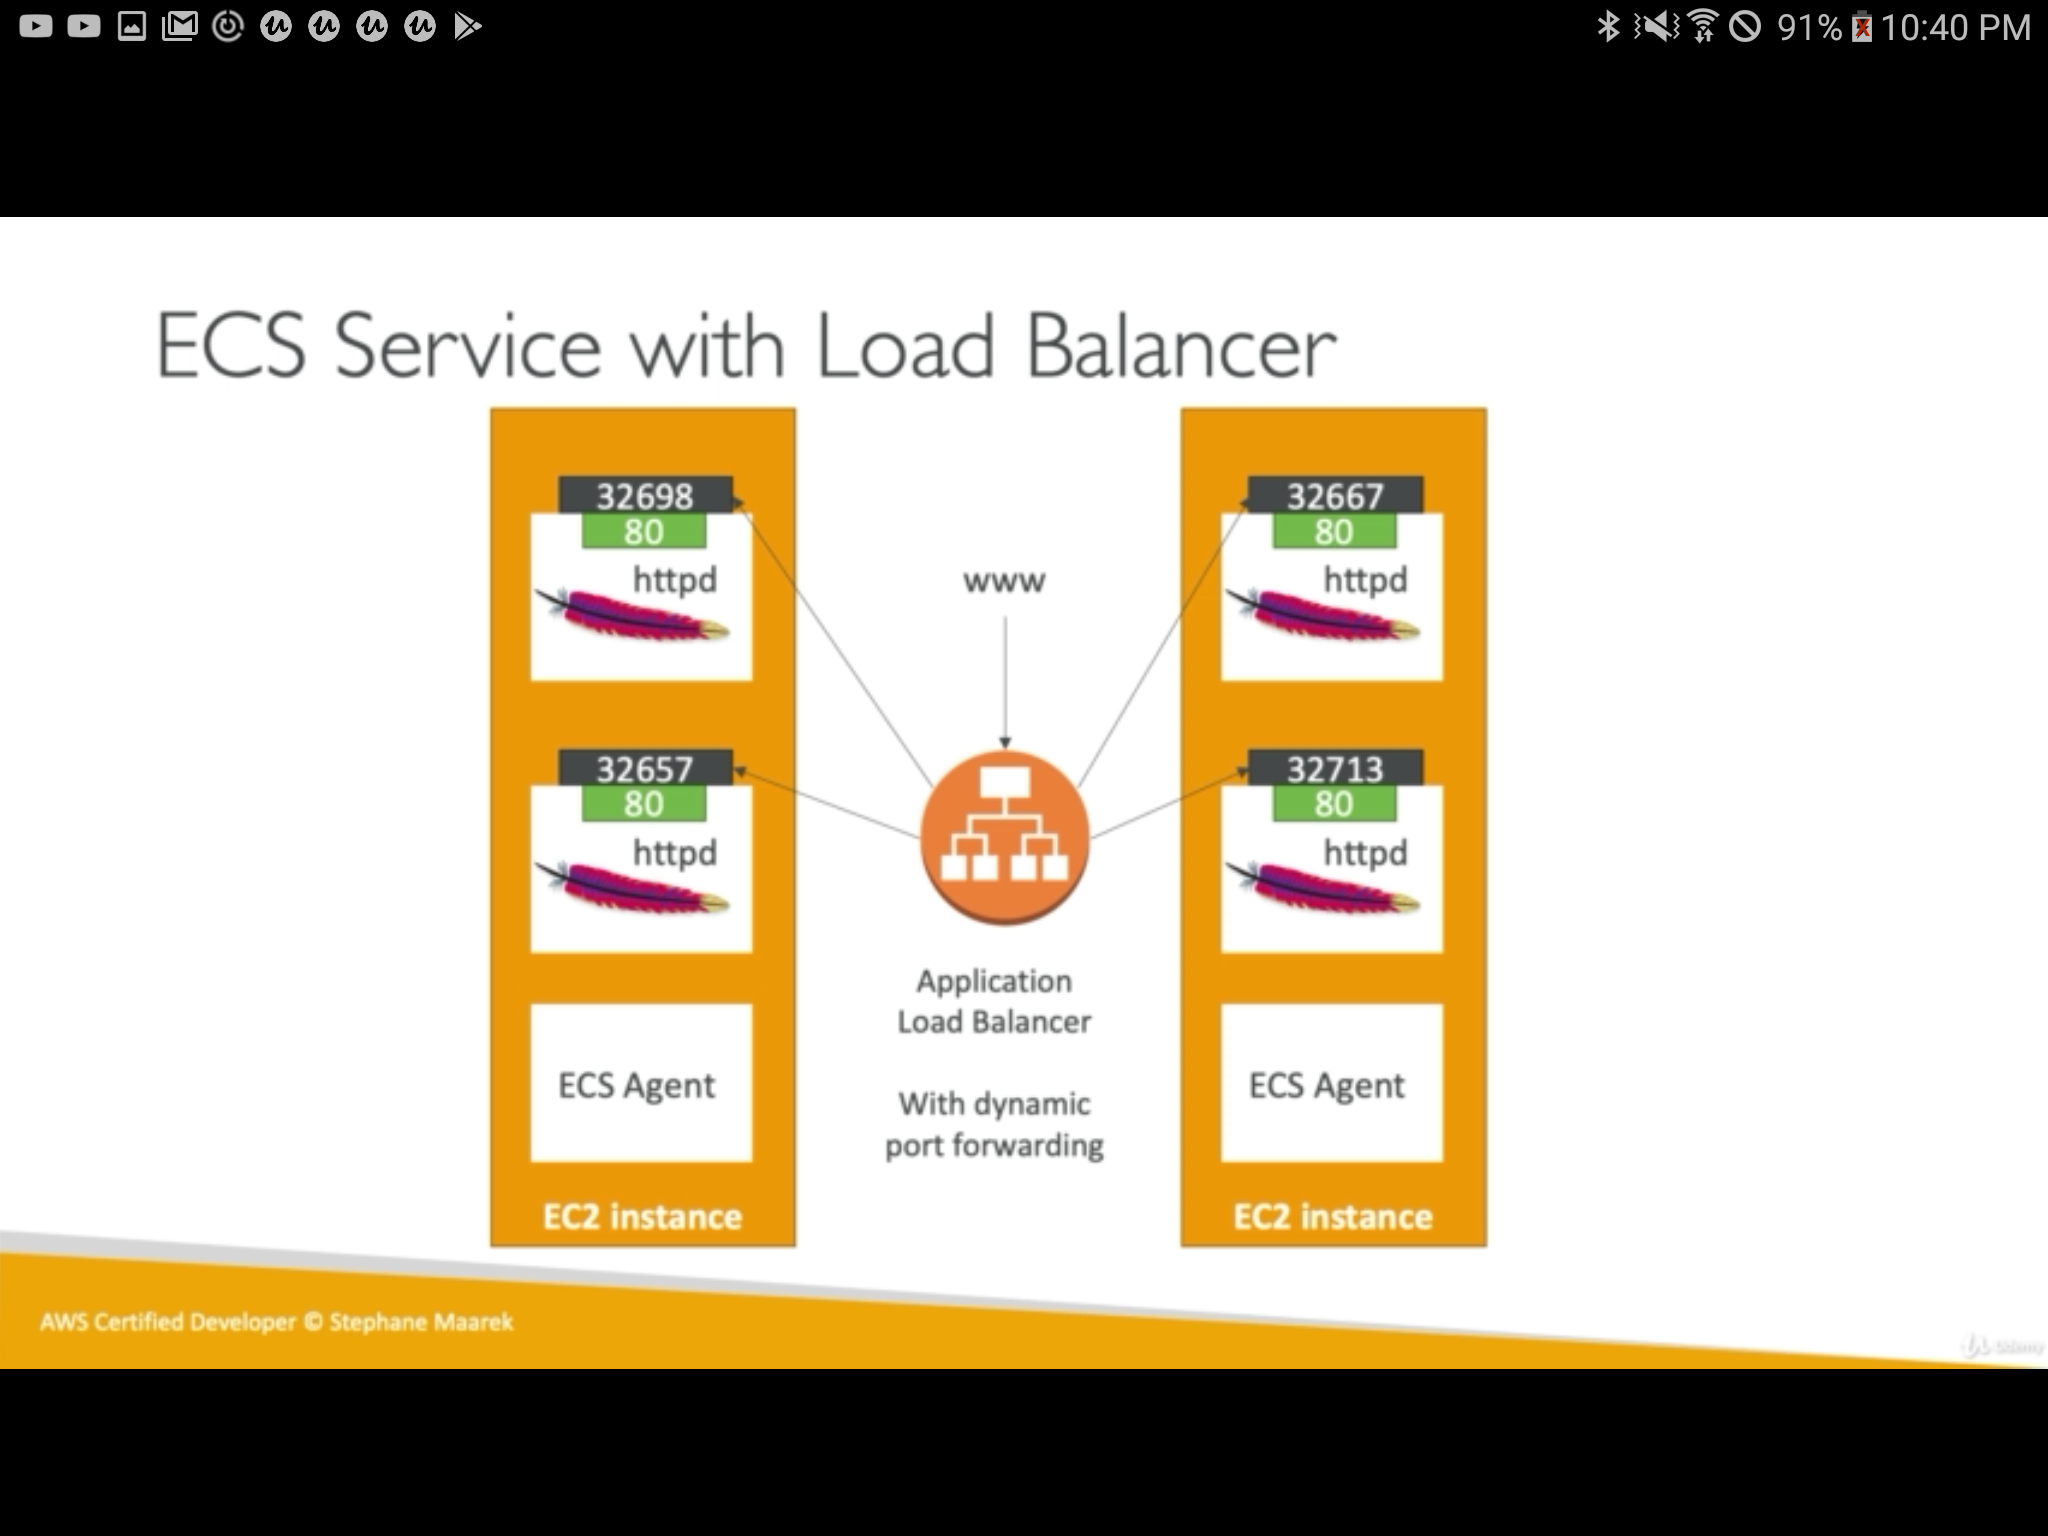 91% 10:40 PM
ECS Service with Load Balancer
32698
80
httpd
32657
80
httpd
ECS Agent
EC2 instance
www
Application
Load Balancer
With dynamic
port forwarding
32667
80
httpd
32713
80
httpd
ECS Agent
EC2 instance
AWS Certified Developer © Stephane Maarek
Udemy